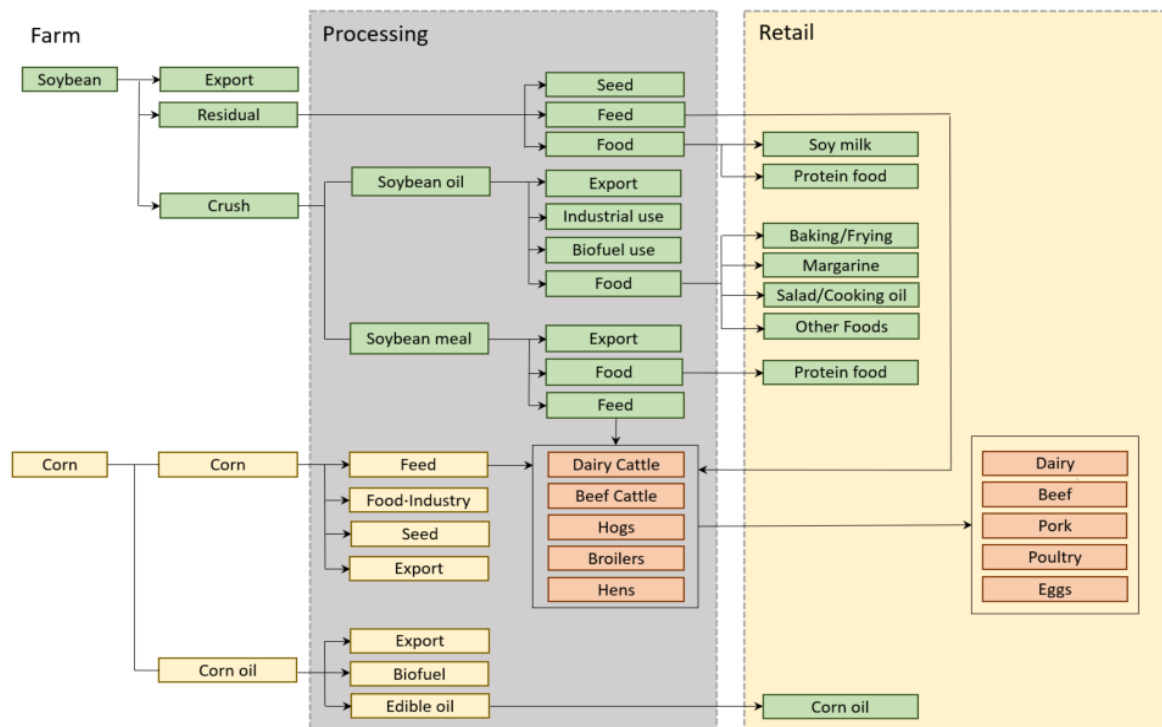 Farm
Processing
Retail
Soybean
Export
Residual
Crush
Seed
Feed
Food
Soy milk
Protein food
Soybean oil
Export
Industrial use
Biofuel use
Food
Baking/Frying
Margarine
Salad/Cooking oil
Other Foods
Soybean meal
Export
Food
Feed
Protein food
Corn
Corn
Feed
Food·Industry
Seed
Export
Dairy Cattle
Beef Cattle
Hogs
Broilers
Hens
Dairy
Beef
Pork
Poultry
Eggs
Corn oil
Export
Biofuel
Edible oil
Corn oil